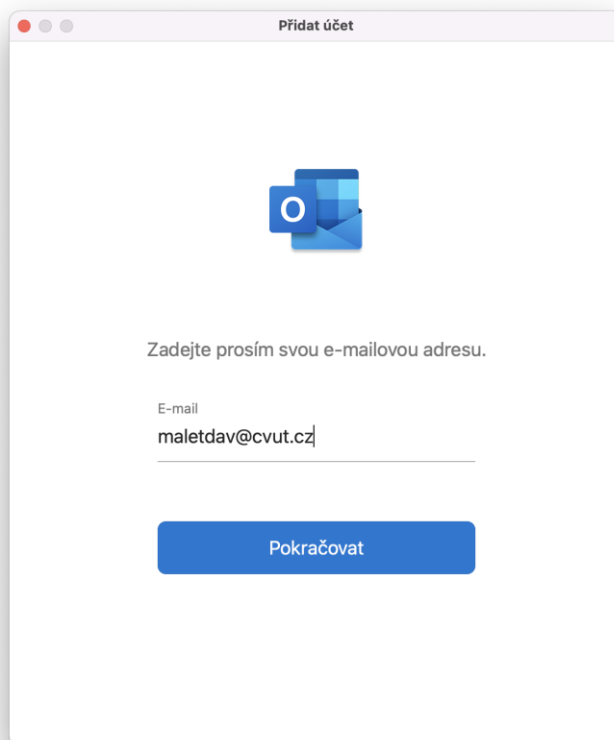 Přidat účet
O
Zadejte prosím svou e-mailovou adresu.
E-mail
maletdav@cvut.cz
Pokračovat